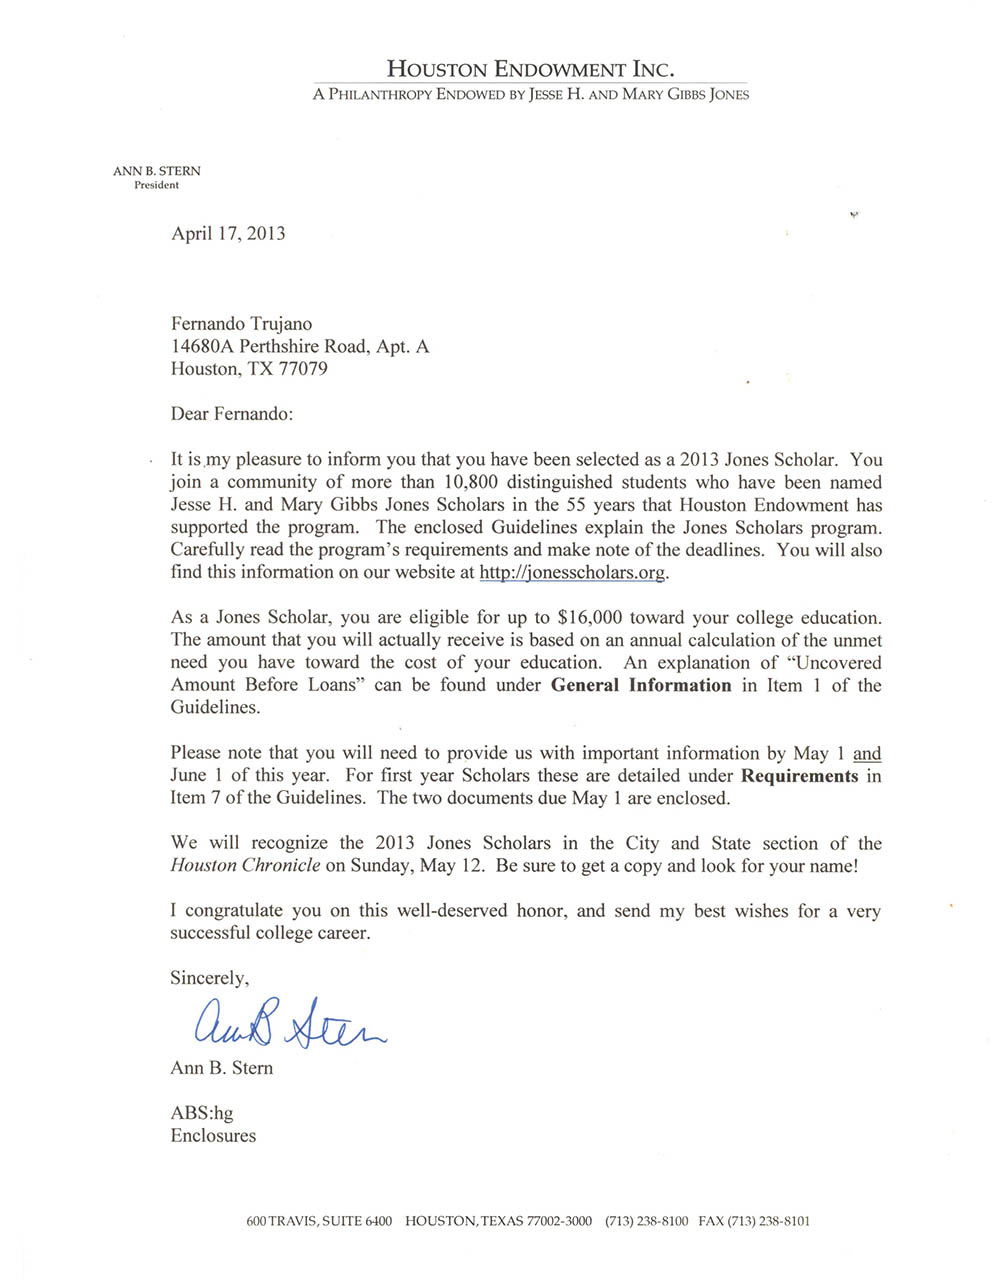 HOUSTON ENDOWMENT INC.
A PHILANTHROPY ENDOWED BY JESSE H. AND MARY GIBBS JONES
ANN B. STERN
President
April 17, 2013
Fernando Trujano
14680A Perthshire Road, Apt. A
Houston, TX 77079
Dear Fernando:
It is my pleasure to inform you that you have been selected as a 2013 Jones Scholar. You
join a community of more than 10,800 distinguished students who have been named
Jesse H. and Mary Gibbs Jones Scholars in the 55 years that Houston Endowment has
supported the program. The enclosed Guidelines explain the Jones Scholars program.
Carefully read the program's requirements and make note of the deadlines. You will also
find this information on our website at http://jonesscholars.org.
As a Jones Scholar, you are eligible for up to $16,000 toward your college education.
The amount that you will actually receive is based on an annual calculation of the unmet
need you have toward the cost of your education. An explanation of “Uncovered
Amount Before Loans” can be found under General Information in Item 1 of the
Guidelines.
Please note that you will need to provide us with important information by May 1 and
June 1 of this year. For first year Scholars these are detailed under Requirements in
Item 7 of the Guidelines. The two documents due May 1 are enclosed.
We will recognize the 2013 Jones Scholars in the City and State section of the
Houston Chronicle on Sunday, May 12. Be sure to get a copy and look for your name!
I congratulate you on this well-deserved honor, and send my best wishes for a very
successful college career.
Sincerely,
Ann B Stern
Ann B. Stern
ABS:hg
Enclosures
600 TRAVIS, SUITE 6400 HOUSTON, TEXAS 77002-3000 (713) 238-8100 FAX (713) 238-8101